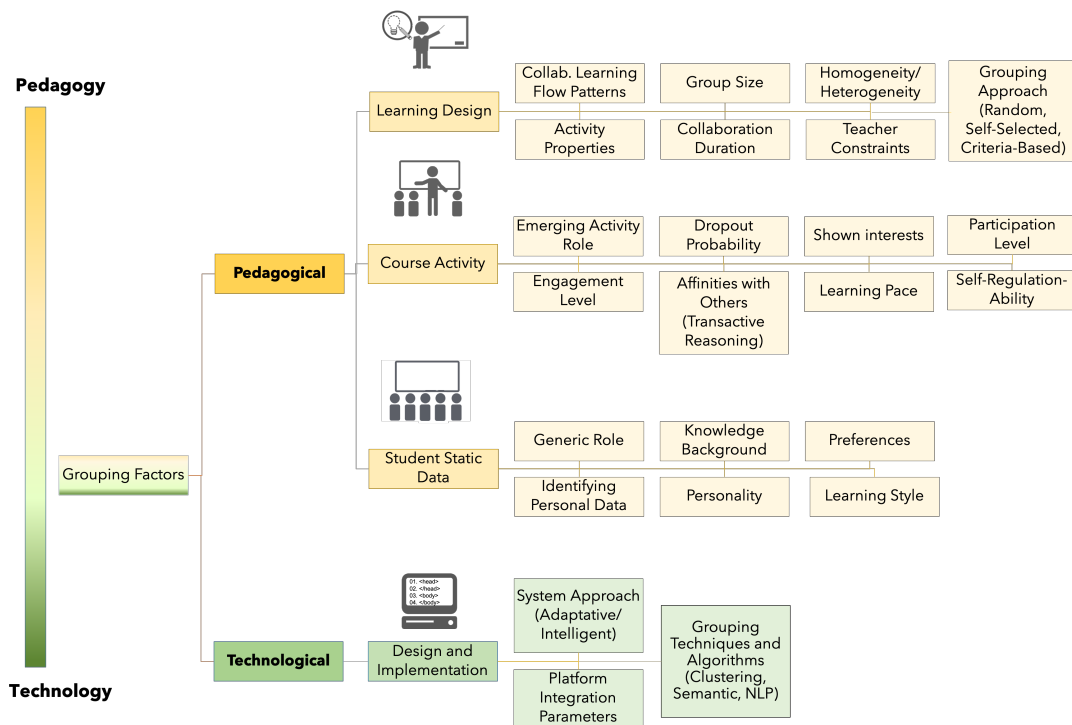 Pedagogy
Technology
Grouping Factors
Pedagogical
Learning Design
Collab. Learning
Flow Patterns
Group Size
Homogeneity/
Heterogeneity
Grouping
Approach
(Random,
Self-Selected,
Criteria-Based)
Activity
Properties
Collaboration
Duration
Teacher
Constraints
Course Activity
Emerging Activity
Role
Dropout
Probability
Shown interests
Participation
Level
Engagement
Level
Affinities with
Others
(Transactive
Reasoning)
Learning Pace
Self-Regulation-
Ability
Student Static
Data
Generic Role
Knowledge
Background
Preferences
Identifying
Personal Data
Personality
Learning Style
Technological
01. <head>
02. </head>
03. <body>
04. </body>
Design and
Implementation
System Approach
(Adaptative/
Intelligent)
Platform
Integration
Parameters
Grouping
Techniques and
Algorithms
(Clustering,
Semantic, NLP)